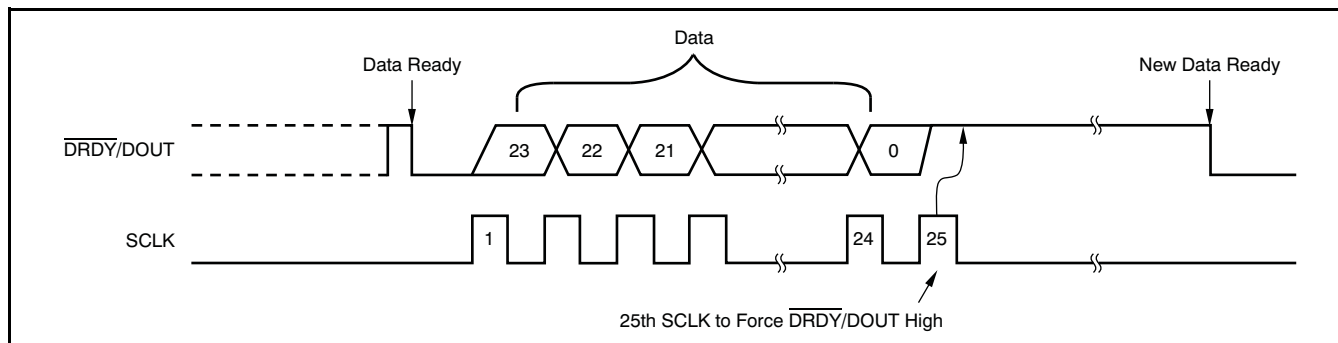 Data
Data Ready
New Data Ready
DRDY/DOUT
23 22 21 0
SCLK
1 24 25
25th SCLK to Force DRDY/DOUT High